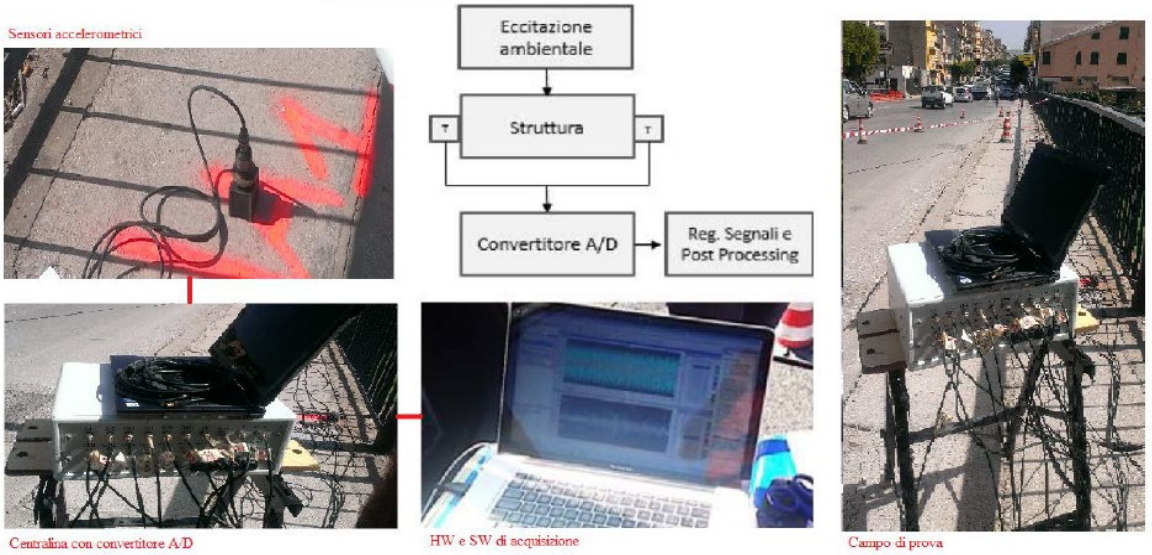 Sensori accelerometrici
Eccitazione
ambientale
T
Struttura
T
Convertitore A/D
Reg. Segnali e
Post Processing
Centralina con convertitore A/D
HW e SW di acquisizione
Campo di prova